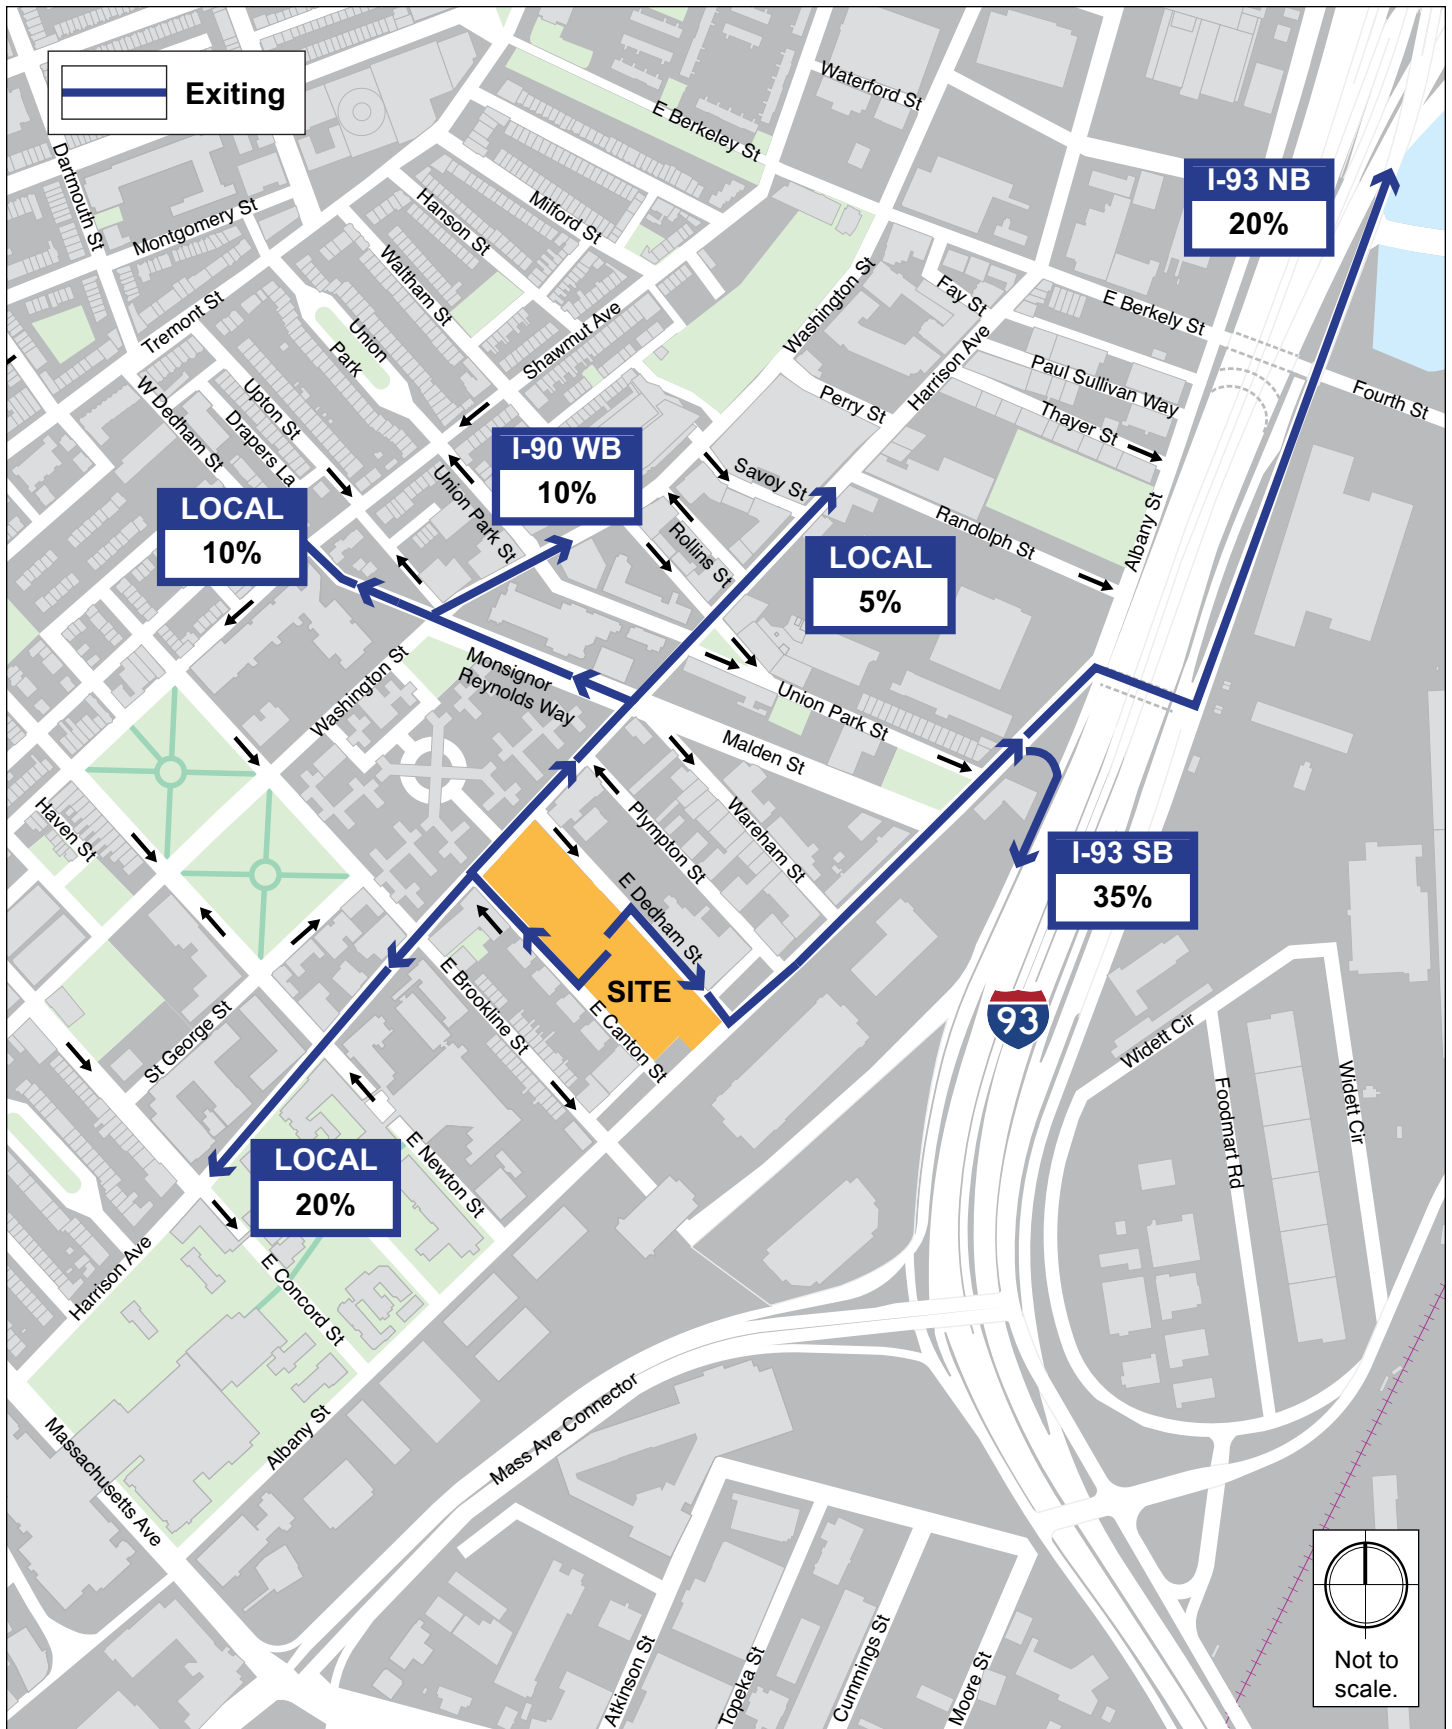 Exiting
Waterford St
E Berkeley St
Dartmouth St
Montgomery St
Hanson St
Milford St
Waltham St
I-93 NB
20%
Tremont St
Union
Park
Shawmut Ave
Washington St
Fay St
Harrison Ave
E Berkely St
Paul Sullivan Way
Fourth St
W Dedham St
Upton St
Drapers La
Perry St
Thayer St
I-90 WB
10%
Union Park St
Savoy St
Rollins St
Randolph St
Albany St
LOCAL
10%
LOCAL
5%
Washington St
Monsignor
Reynolds Way
Union Park St
Malden St
Haven St
Plympton St
Wareham St
I-93 SB
35%
E Dedham St
SITE
E Canton St
E Brookline St
93
St George St
Widett Cir
Foodmart Rd
Widett Cir
LOCAL
20%
E Newton St
Harrison Ave
E Concord St
Massachusetts Ave
Albany St
Mass Ave Connector
Atkinson St
Topeka St
Cummings St
Moore St
Not to
scale.